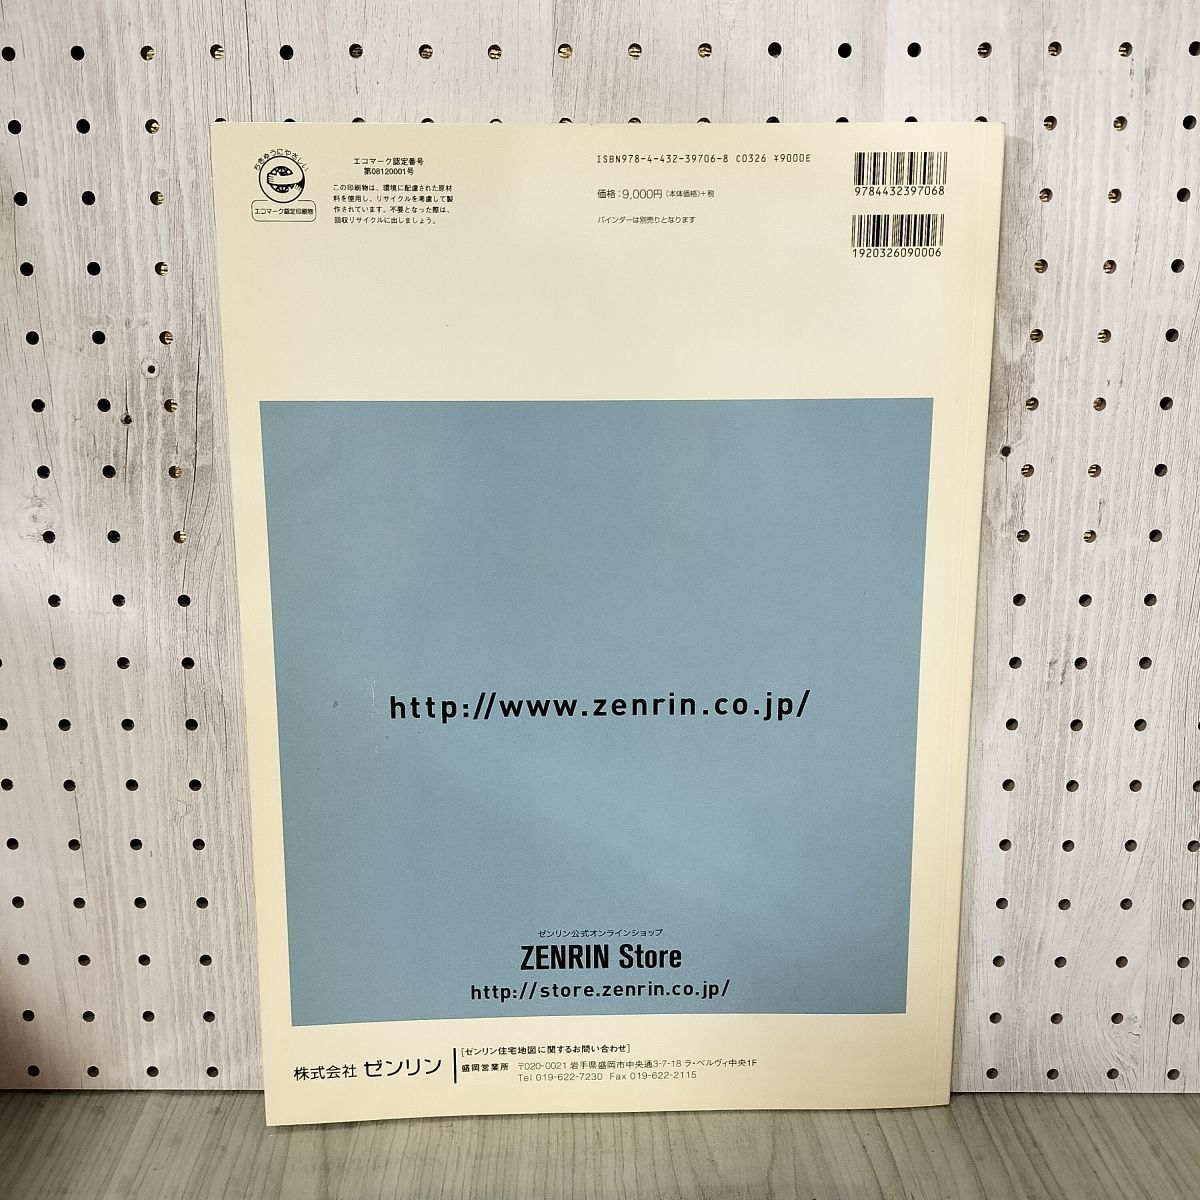 ちきゅうにやさしい
エコマーク認定印刷物
エコマーク認定番号
第08120001号
この印刷物は、環境に配慮された原材
料を使用し、リサイクルを考慮して製
作されています。不要となった際は、
回収リサイクルに出しましょう。
ISBN978-4-432-39706-8 C0326 ¥9000E
価格:9,000円(本体価格)+税
バインダーは別売りとなります
9784432397068
1920326090006
http://www.zenrin.co.jp/
ゼンリン公式オンラインショップ
ZENRIN Store
http://store.zenrin.co.jp/
株式会社 ゼンリン
[ゼンリン住宅地図に関するお問い合わせ]
盛岡営業所 〒020-0021 岩手県盛岡市中央通3-7-18 ラ・ベルヴィ中央1F
Tel 019-622-7230 Fax 019-622-2115